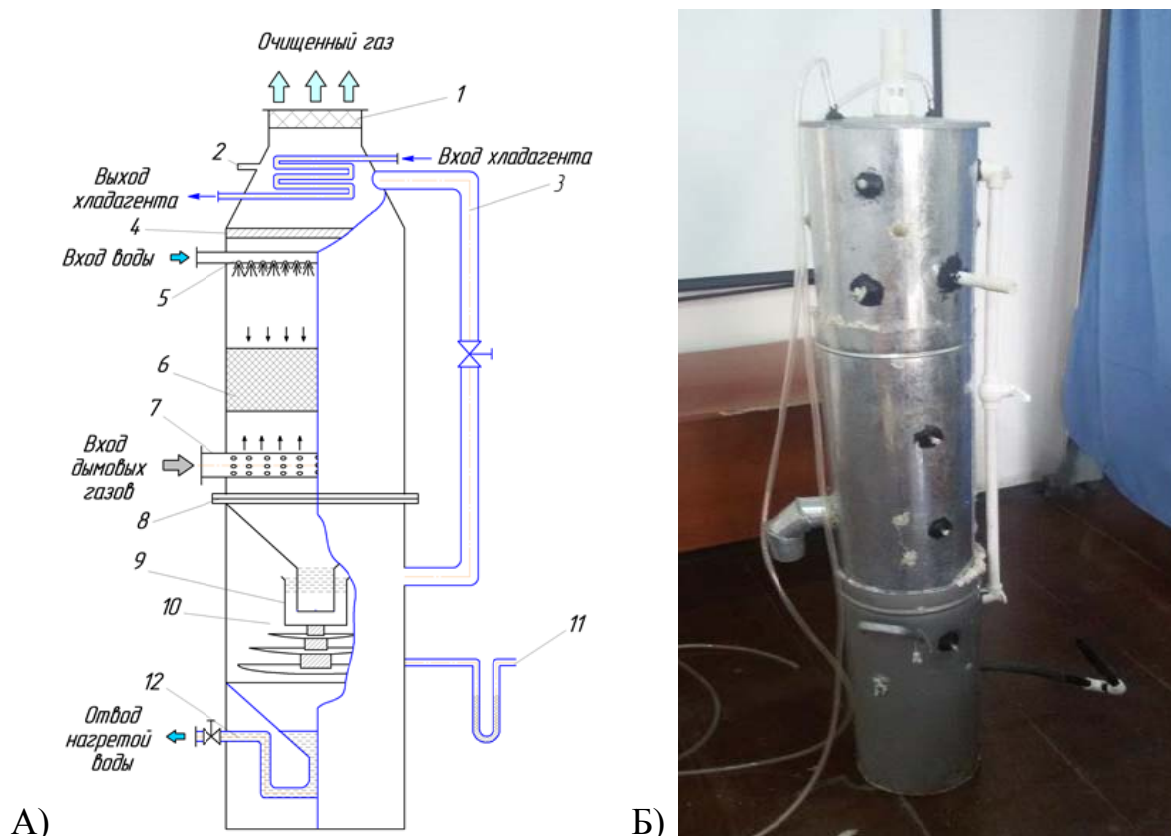 Очищенный газ
1
2
Вход хладагента
Выход
хладагента
3
4
Вход воды
5
6
7
Вход
дымовых
газов
8
9
10
11
12
Отвод
нагретой
воды
А)
Б)